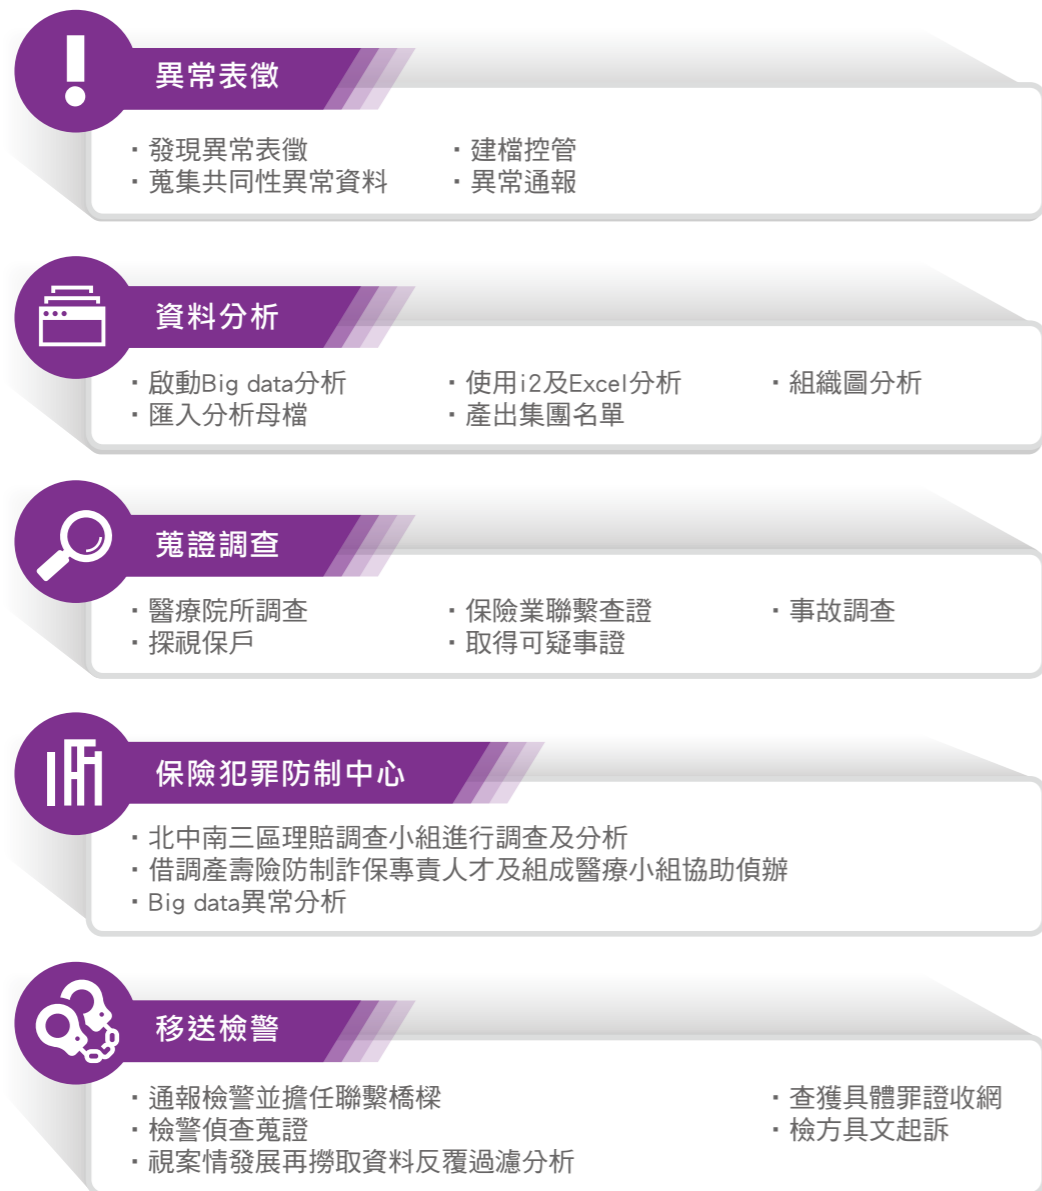 異常表徵
・發現異常表徵
・蒐集共同性異常資料
・建檔控管
・異常通報
資料分析
・啟動Big data分析
・匯入分析母檔
・使用i2及Excel分析
・產出集團名單
・組織圖分析
蒐證調查
・醫療院所調查
・探視保戶
・保險業聯繫查證
・取得可疑事證
・事故調查
保險犯罪防制中心
・北中南三區理賠調查小組進行調查及分析
・借調產壽險防制詐保專責人才及組成醫療小組協助偵辦
・Big data異常分析
移送檢警
・通報檢警並擔任聯繫橋樑
・檢警偵查蒐證
・視案情發展再撈取資料反覆過濾分析
・查獲具體罪證收網
・檢方具文起訴